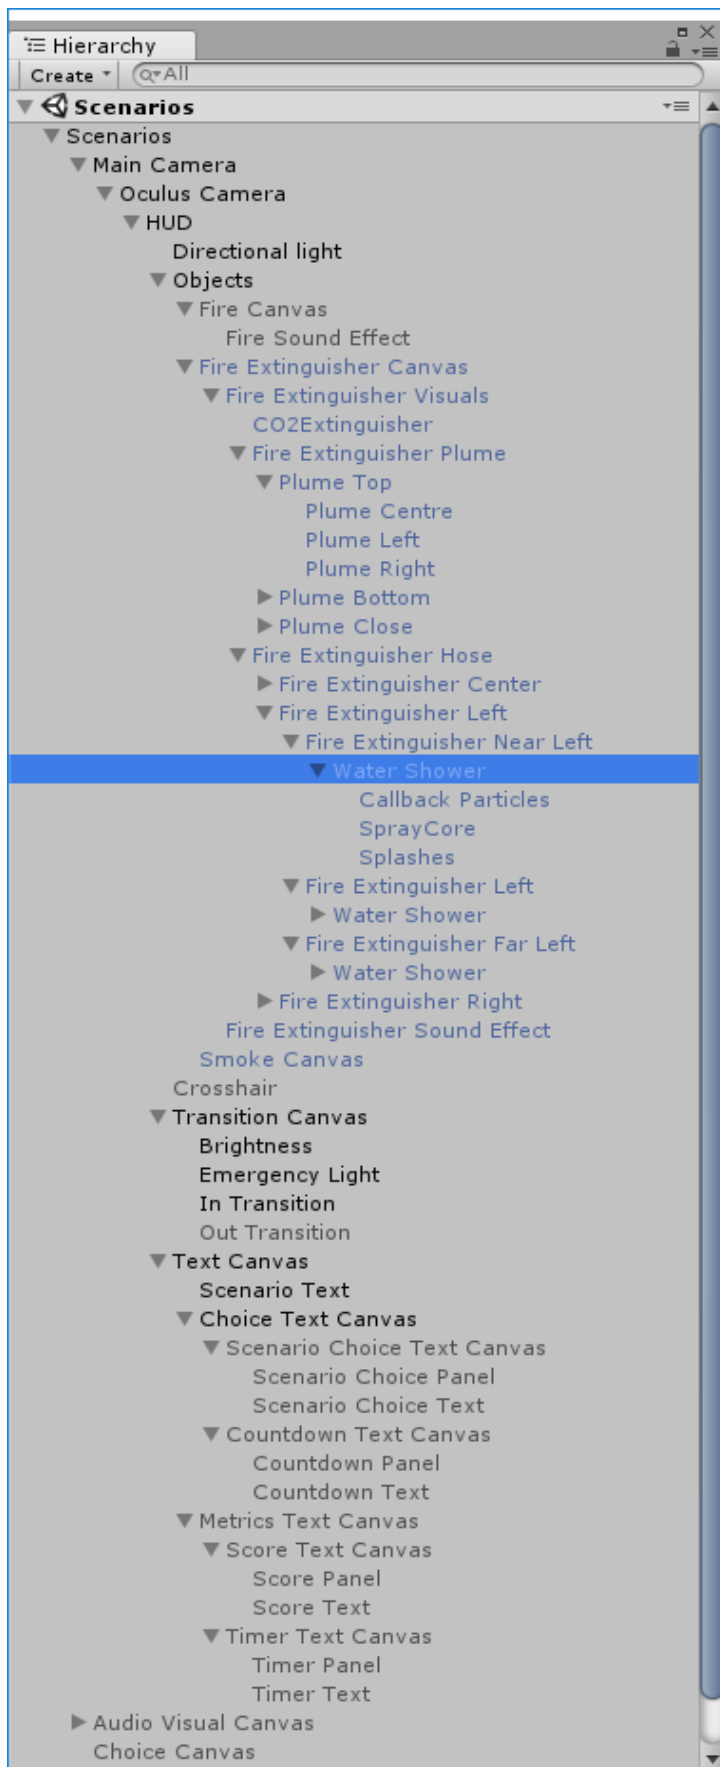 Hierarchy
Create All
Scenarios
Scenarios
Main Camera
Oculus Camera
HUD
Directional light
Objects
Fire Canvas
Fire Sound Effect
Fire Extinguisher Canvas
Fire Extinguisher Visuals
CO2Extinguisher
Fire Extinguisher Plume
Plume Top
Plume Centre
Plume Left
Plume Right
Plume Bottom
Plume Close
Fire Extinguisher Hose
Fire Extinguisher Center
Fire Extinguisher Left
Fire Extinguisher Near Left
Water Shower
Callback Particles
SprayCore
Splashes
Fire Extinguisher Left
Water Shower
Fire Extinguisher Far Left
Water Shower
Fire Extinguisher Right
Fire Extinguisher Sound Effect
Smoke Canvas
Crosshair
Transition Canvas
Brightness
Emergency Light
In Transition
Out Transition
Text Canvas
Scenario Text
Choice Text Canvas
Scenario Choice Text Canvas
Scenario Choice Panel
Scenario Choice Text
Countdown Text Canvas
Countdown Panel
Countdown Text
Metrics Text Canvas
Score Text Canvas
Score Panel
Score Text
Timer Text Canvas
Timer Panel
Timer Text
Audio Visual Canvas
Choice Canvas